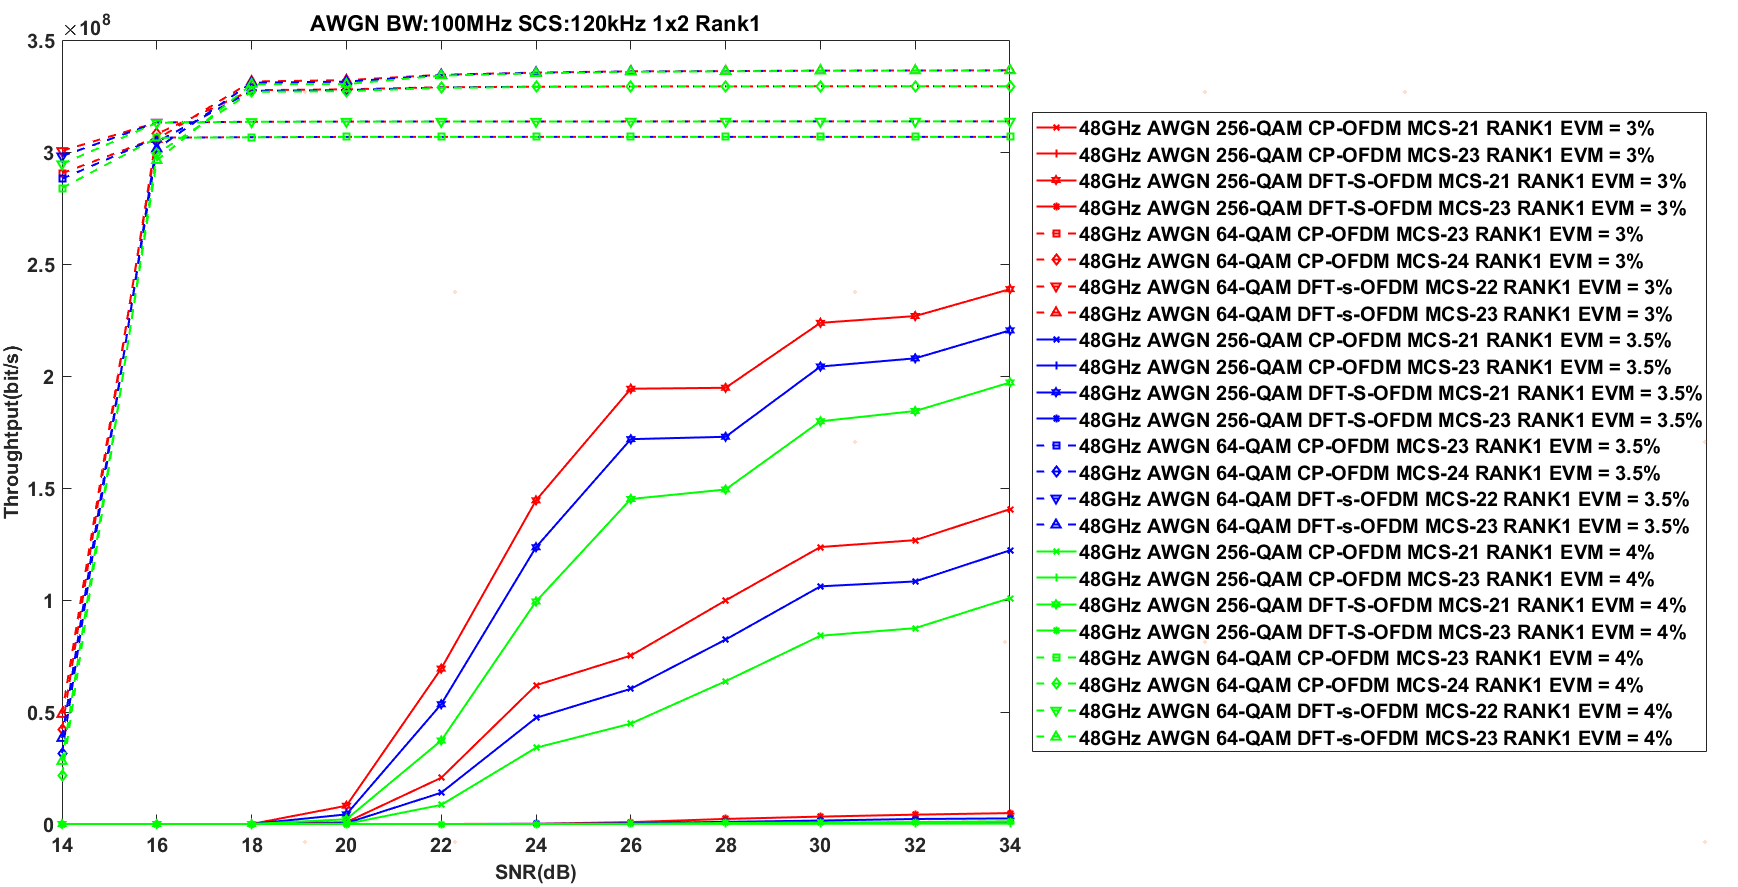 AWGN BW:100MHz SCS:120kHz 1x2 Rank1
×10^8
3.5
3
2.5
2
1.5
1
0.5
0
Throughtput(bit/s)
14 16 18 20 22 24 26 28 30 32 34
SNR(dB)
48GHz AWGN 256-QAM CP-OFDM MCS-21 RANK1 EVM = 3%
48GHz AWGN 256-QAM CP-OFDM MCS-23 RANK1 EVM = 3%
48GHz AWGN 256-QAM DFT-S-OFDM MCS-21 RANK1 EVM = 3%
48GHz AWGN 256-QAM DFT-S-OFDM MCS-23 RANK1 EVM = 3%
48GHz AWGN 64-QAM CP-OFDM MCS-23 RANK1 EVM = 3%
48GHz AWGN 64-QAM CP-OFDM MCS-24 RANK1 EVM = 3%
48GHz AWGN 64-QAM DFT-s-OFDM MCS-22 RANK1 EVM = 3%
48GHz AWGN 64-QAM DFT-s-OFDM MCS-23 RANK1 EVM = 3%
48GHz AWGN 256-QAM CP-OFDM MCS-21 RANK1 EVM = 3.5%
48GHz AWGN 256-QAM CP-OFDM MCS-23 RANK1 EVM = 3.5%
48GHz AWGN 256-QAM DFT-S-OFDM MCS-21 RANK1 EVM = 3.5%
48GHz AWGN 256-QAM DFT-S-OFDM MCS-23 RANK1 EVM = 3.5%
48GHz AWGN 64-QAM CP-OFDM MCS-23 RANK1 EVM = 3.5%
48GHz AWGN 64-QAM CP-OFDM MCS-24 RANK1 EVM = 3.5%
48GHz AWGN 64-QAM DFT-s-OFDM MCS-22 RANK1 EVM = 3.5%
48GHz AWGN 64-QAM DFT-s-OFDM MCS-23 RANK1 EVM = 3.5%
48GHz AWGN 256-QAM CP-OFDM MCS-21 RANK1 EVM = 4%
48GHz AWGN 256-QAM CP-OFDM MCS-23 RANK1 EVM = 4%
48GHz AWGN 256-QAM DFT-S-OFDM MCS-21 RANK1 EVM = 4%
48GHz AWGN 256-QAM DFT-S-OFDM MCS-23 RANK1 EVM = 4%
48GHz AWGN 64-QAM CP-OFDM MCS-23 RANK1 EVM = 4%
48GHz AWGN 64-QAM CP-OFDM MCS-24 RANK1 EVM = 4%
48GHz AWGN 64-QAM DFT-s-OFDM MCS-22 RANK1 EVM = 4%
48GHz AWGN 64-QAM DFT-s-OFDM MCS-23 RANK1 EVM = 4%